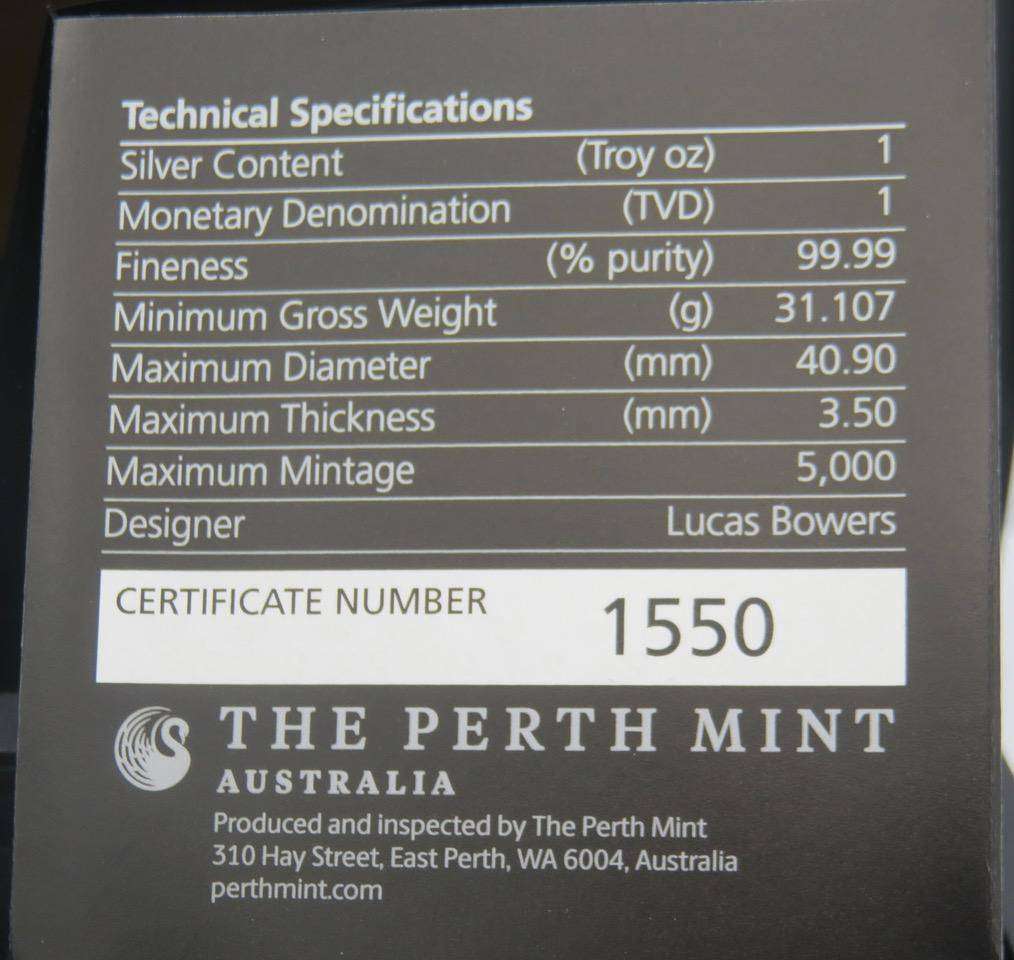 Technical Specifications
Silver Content (Troy oz) 1
Monetary Denomination (TVD) 1
Fineness (% purity) 99.99
Minimum Gross Weight (g) 31.107
Maximum Diameter (mm) 40.90
Maximum Thickness (mm) 3.50
Maximum Mintage 5,000
Designer Lucas Bowers
CERTIFICATE NUMBER 1550
THE PERTH MINT
AUSTRALIA
Produced and inspected by The Perth Mint
310 Hay Street, East Perth, WA 6004, Australia
perthmint.com